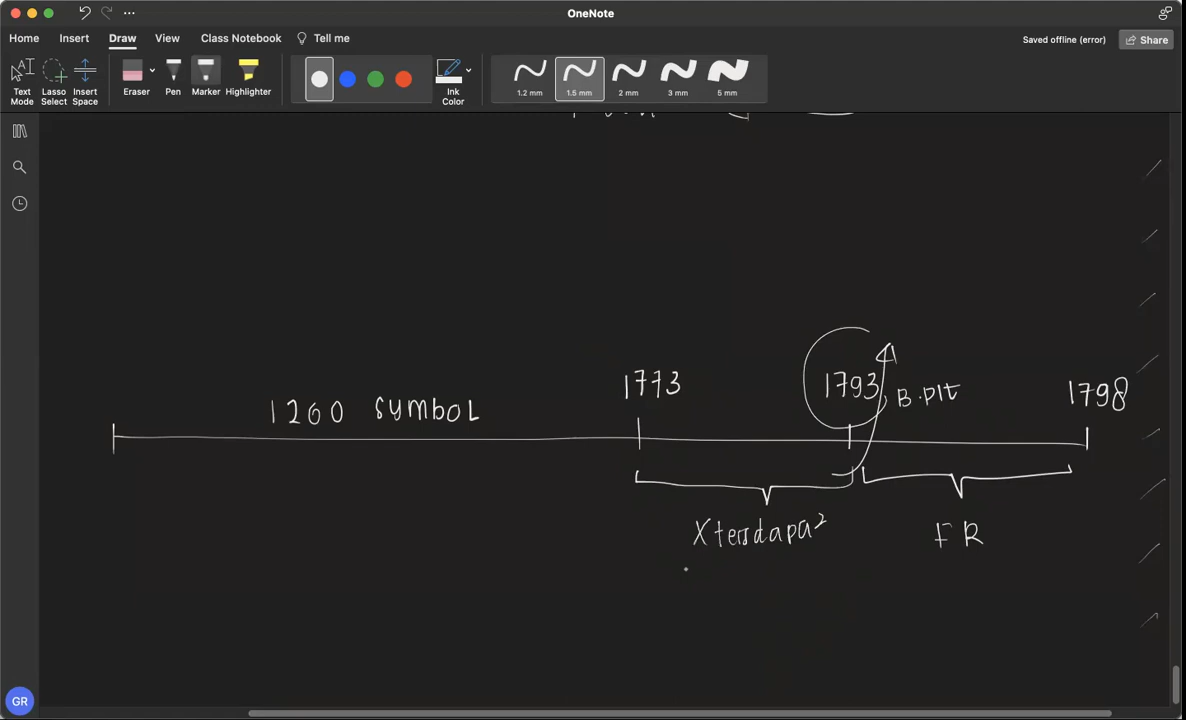 OneNote
Home Insert Draw View Class Notebook Tell me
Saved offline (error) Share
Text Mode
Lasso Select
Insert Space
Eraser
Pen
Marker
Highlighter
Ink Color
1.2 mm
1.5 mm
2 mm
3 mm
5 mm
1260 symbol
1773
1793
B.plt
1798
X terdapa²
FR
GR